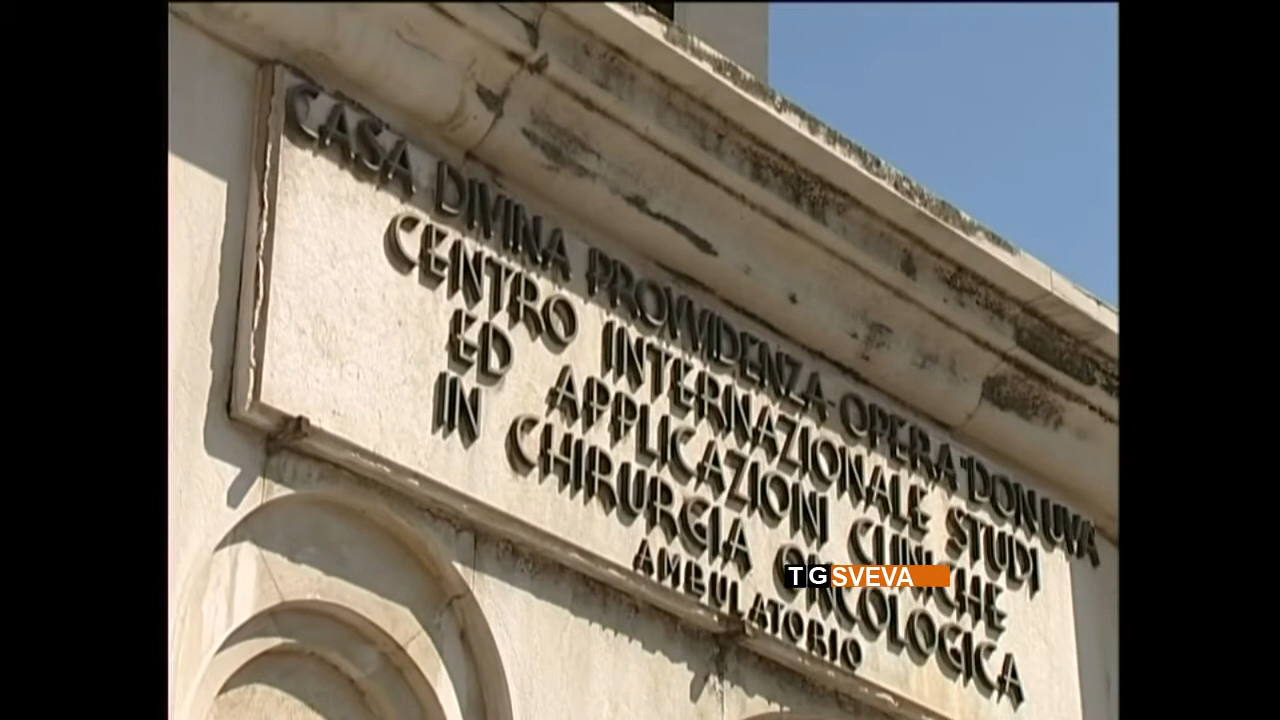 CASA DIVINA PROVVIDENZA-OPERA "DON UVA
CENTRO INTERNAZIONALE STUDI
ED APPLICAZIONI CLINICHE
IN CHIRURGIA ONCOLOGICA
AMBULATORIO
TG SVEVA